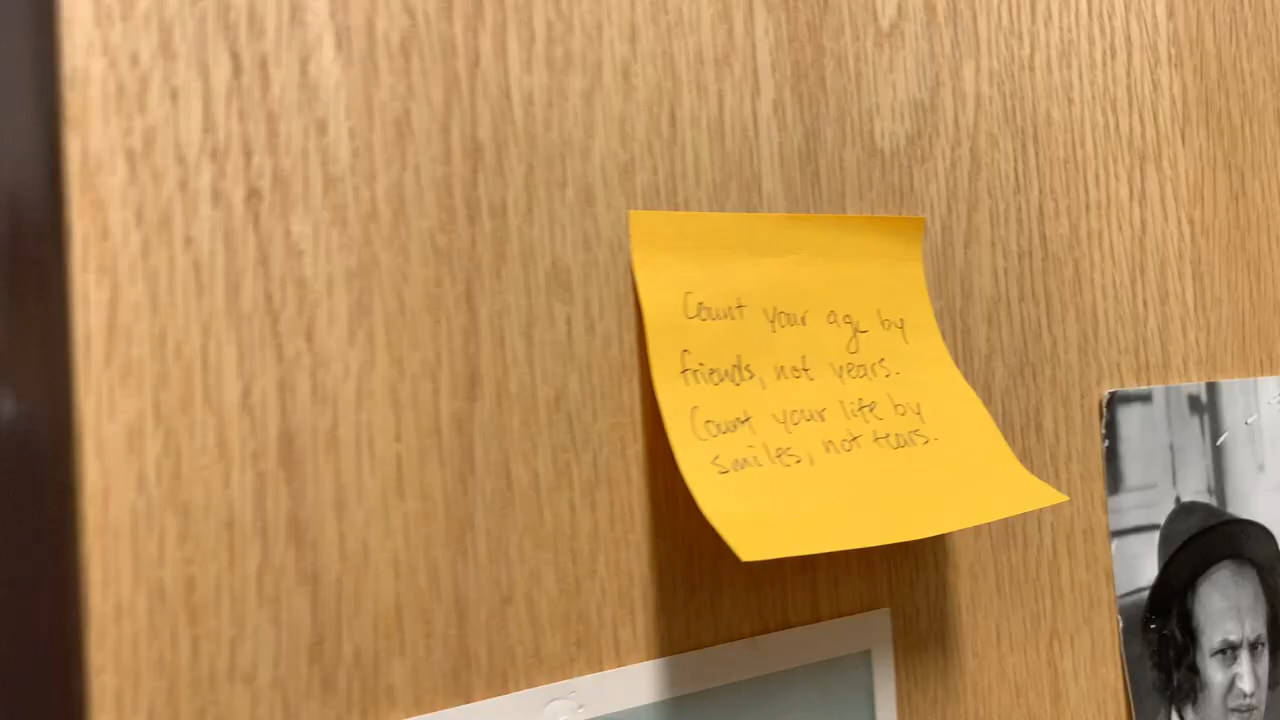 Count your age by
friends, not years.
Count your life by
smiles, not tears.